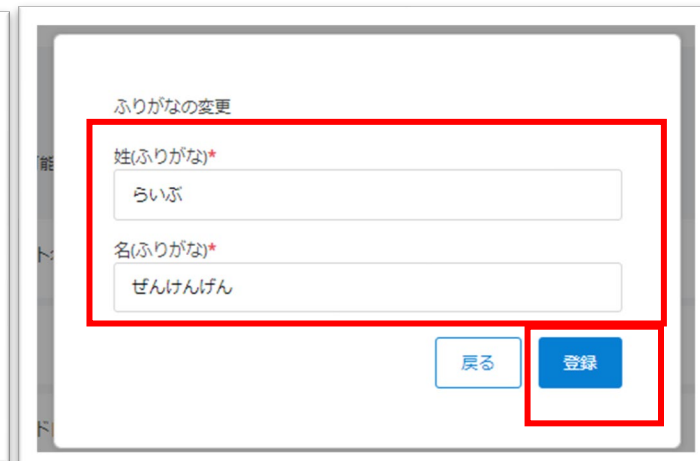 ふりがなの変更
姓(ふりがな)*
らいぶ
名(ふりがな)*
ぜんけんげん
戻る 登録